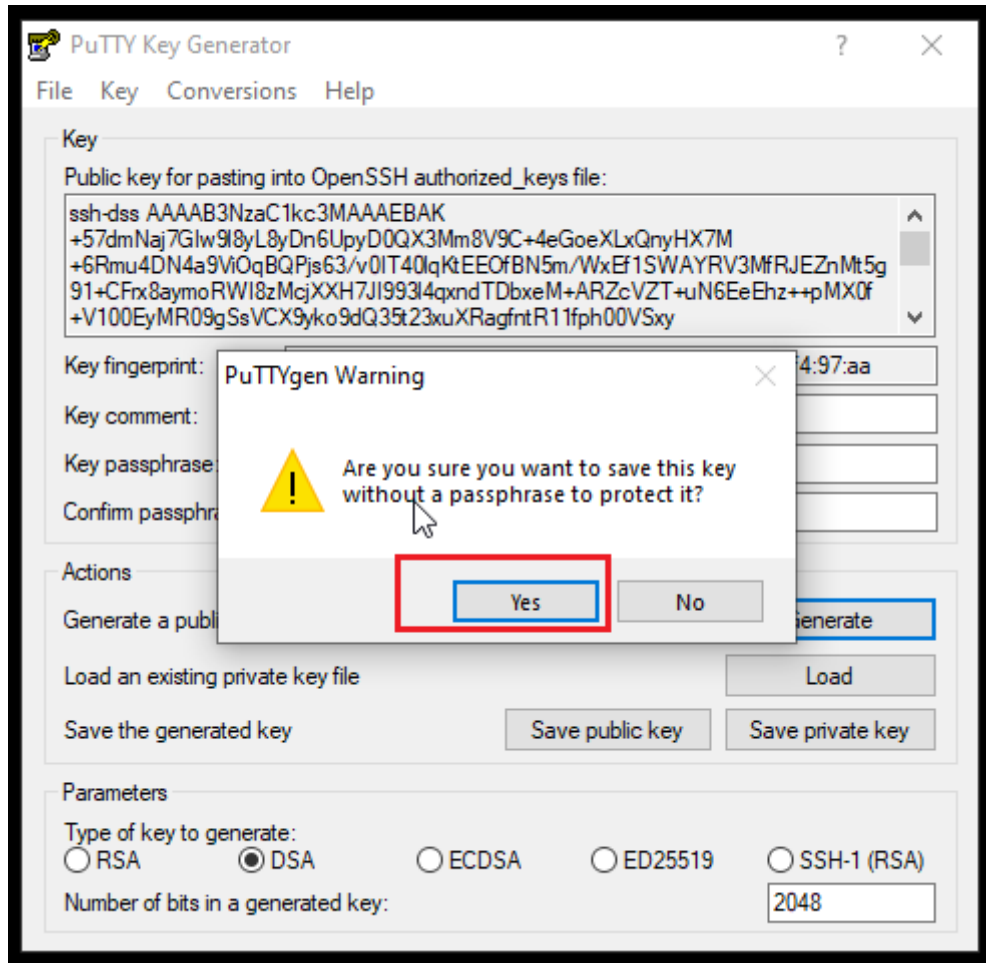 PuTTY Key Generator
File Key Conversions Help
Key
Public key for pasting into OpenSSH authorized_keys file:
ssh-dss AAAAB3NzaC1kc3MAAAEBAK
+57dmNaj7Glw9I8yL8yDn6UpyD0QX3Mm8V9C+4eGoeXLxQnyHX7M
+6Rmu4DN4a9ViOqBQPjs63/v0IT40lqKtEEOfBN5m/WxEf1SWAYRV3MfRJEZnMt5g
91+CFrx8aymoRWI8zMcjXXH7JI993I4qxndTDbxeM+ARZcVZT+uN6EeEhz++pMX0f
+V100EyMR09gSsVCX9yko9dQ35t23xuXRagfntR11fph00VSxy
Key fingerprint: 4:97:aa
Key comment:
Key passphrase:
Confirm
PuTTYgen Warning
Are you sure you want to save this key
without a passphrase to protect it?
Yes No
Actions
Generate a Generate
Load an existing private key file Load
Save the generated key Save public key Save private key
Parameters
Type of key to generate:
RSA DSA ECDSA ED25519 SSH-1 (RSA)
Number of bits in a generated key: 2048